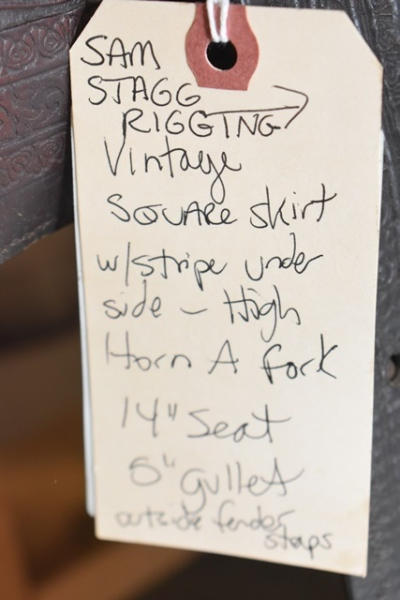 SAM
STAGG
RIGGING
Vintage
SQUARE skirt
w/stripe under
side - High
Horn A fork
14" Seat
6" gullet
outside fender
straps